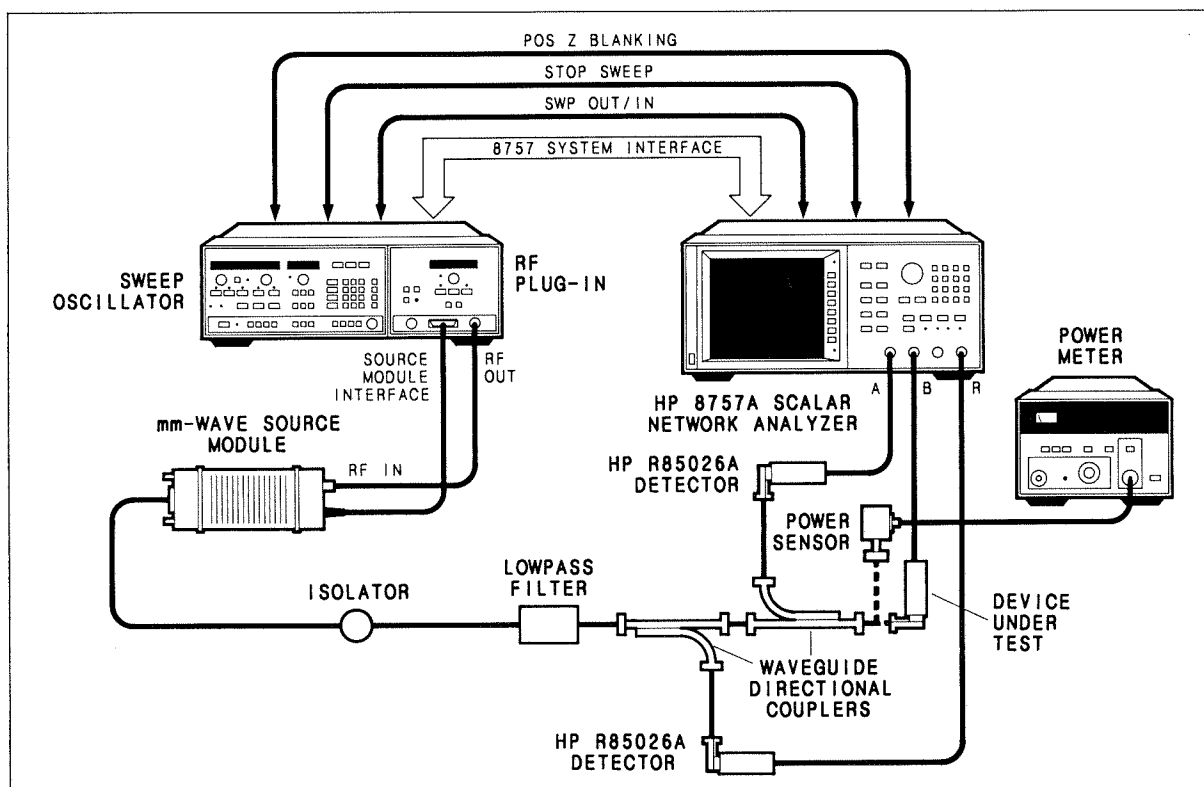 POS Z BLANKING
STOP SWEEP
SWP OUT/IN
8757 SYSTEM INTERFACE
SWEEP
OSCILLATOR
RF
PLUG-IN
SOURCE
MODULE
INTERFACE
RF
OUT
A
B
R
HP 8757A SCALAR
NETWORK ANALYZER
POWER
METER
mm-WAVE SOURCE
MODULE
RF IN
HP R85026A
DETECTOR
POWER
SENSOR
ISOLATOR
LOWPASS
FILTER
DEVICE
UNDER
TEST
WAVEGUIDE
DIRECTIONAL
COUPLERS
HP R85026A
DETECTOR